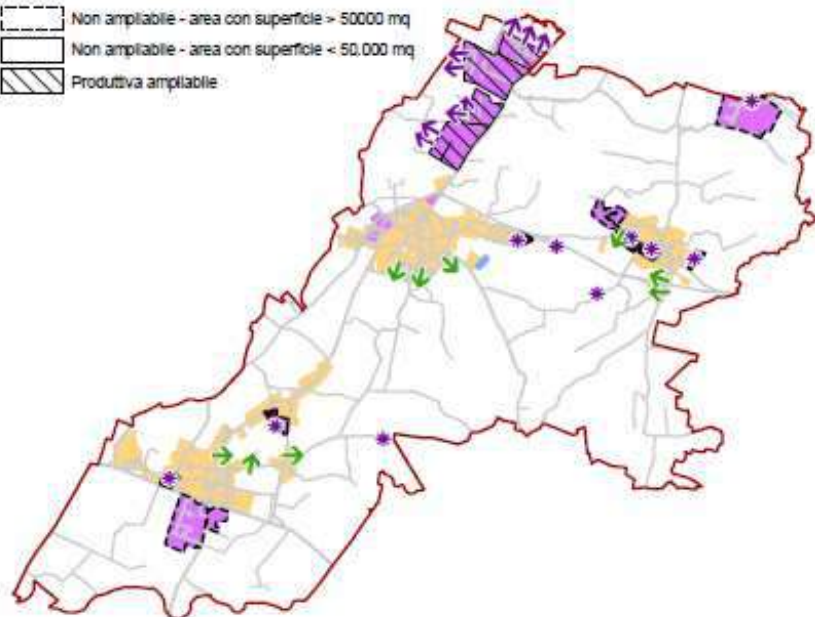 Non ampliabile - area con superficie > 50000 mq
Non ampliabile - area con superficie < 50.000 mq
Produttiva ampliabile